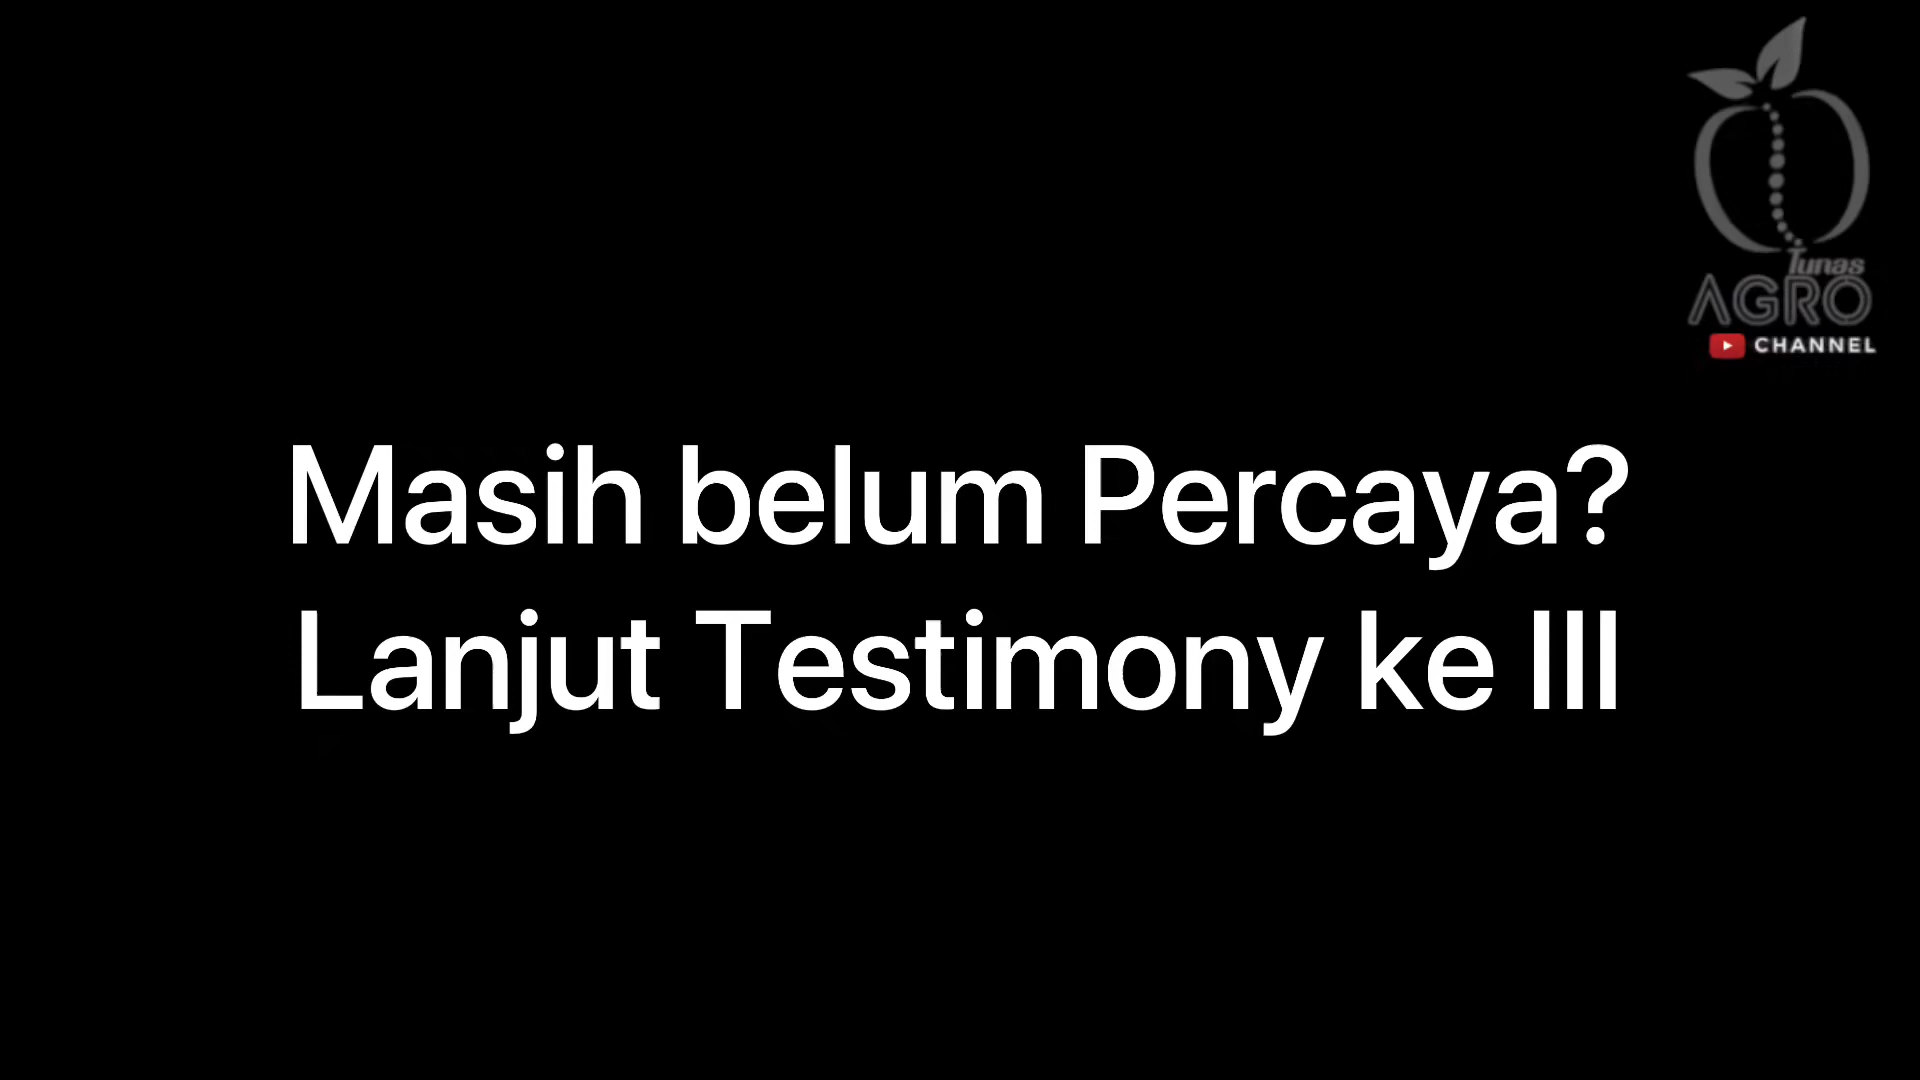 Tunas
AGRO
CHANNEL
Masih belum Percaya?
Lanjut Testimony ke III